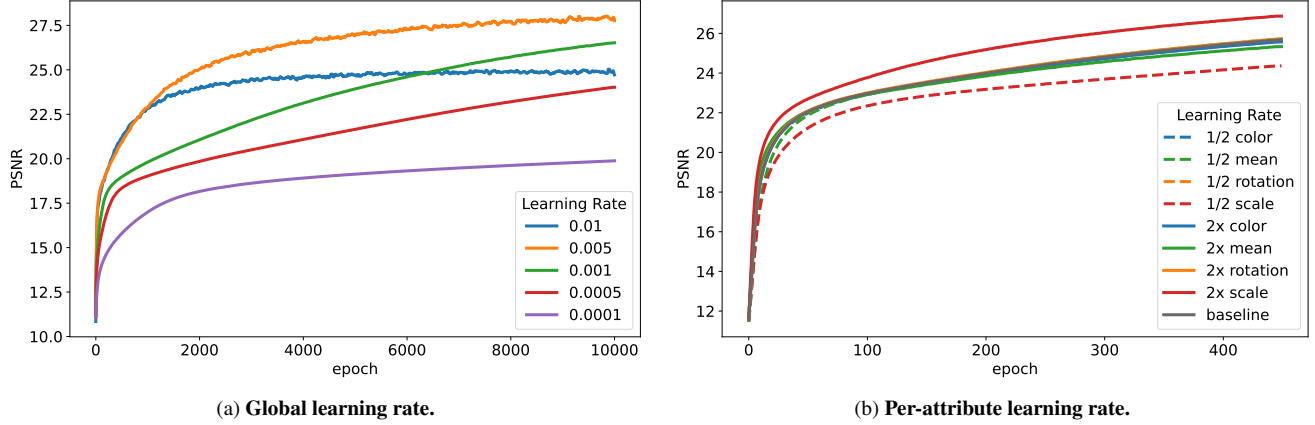 27.5
25.0
22.5
20.0
17.5
15.0
12.5
10.0
PSNR
0
2000
4000
6000
8000
10000
epoch
Learning Rate
0.01
0.005
0.001
0.0005
0.0001
(a) Global learning rate.
26
24
22
20
18
16
14
12
PSNR
0
100
200
300
400
epoch
Learning Rate
1/2 color
1/2 mean
1/2 rotation
1/2 scale
2x color
2x mean
2x rotation
2x scale
baseline
(b) Per-attribute learning rate.